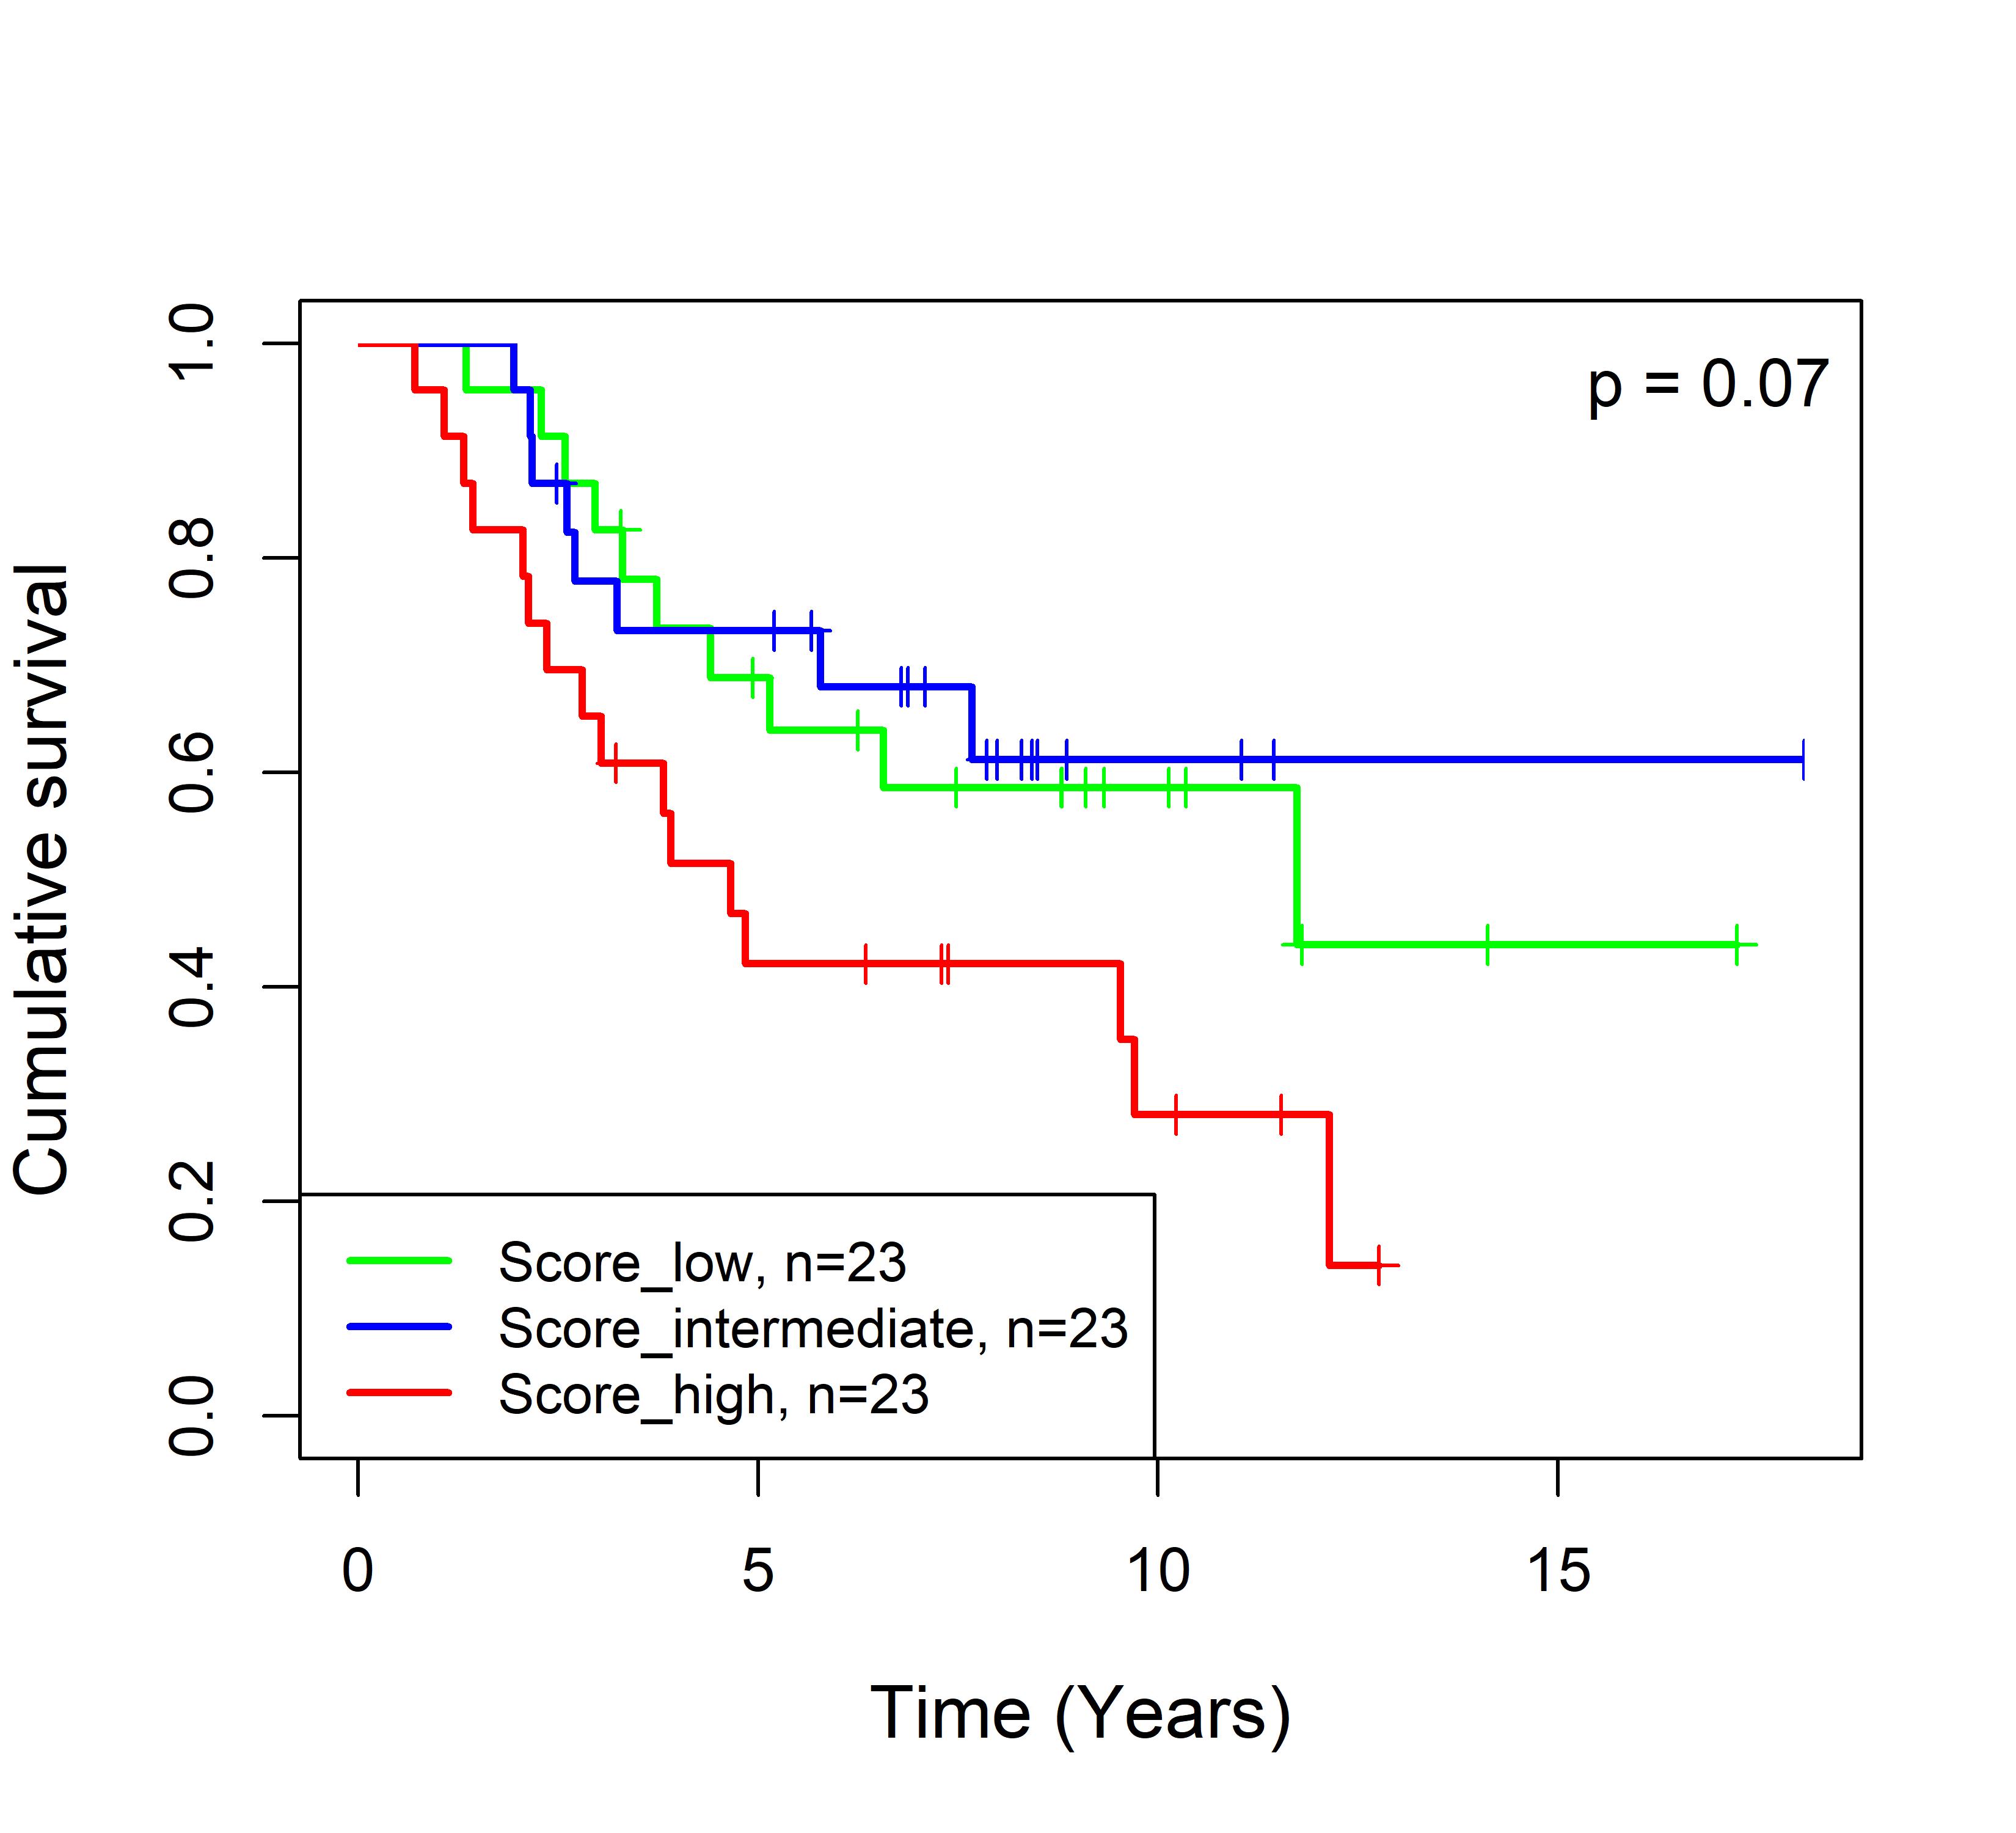 p = 0.07
Cumulative survival
1.0
0.8
0.6
0.4
0.2
0.0
Score_low, n=23
Score_intermediate, n=23
Score_high, n=23
0 5 10 15
Time (Years)